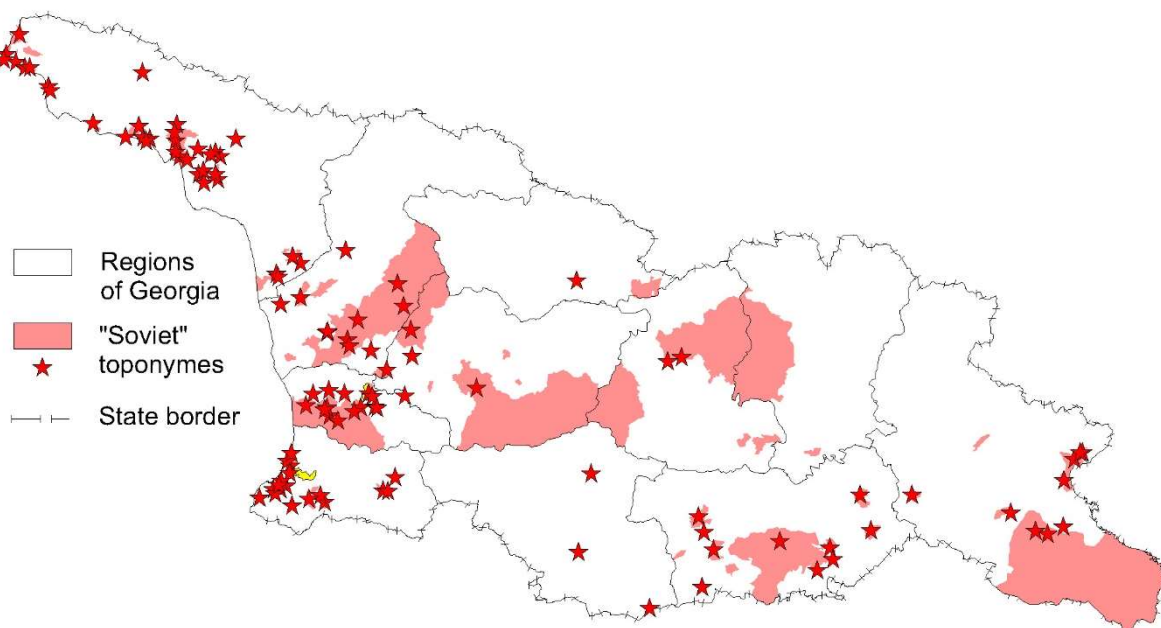 Regions
of Georgia
"Soviet"
toponymes
State border